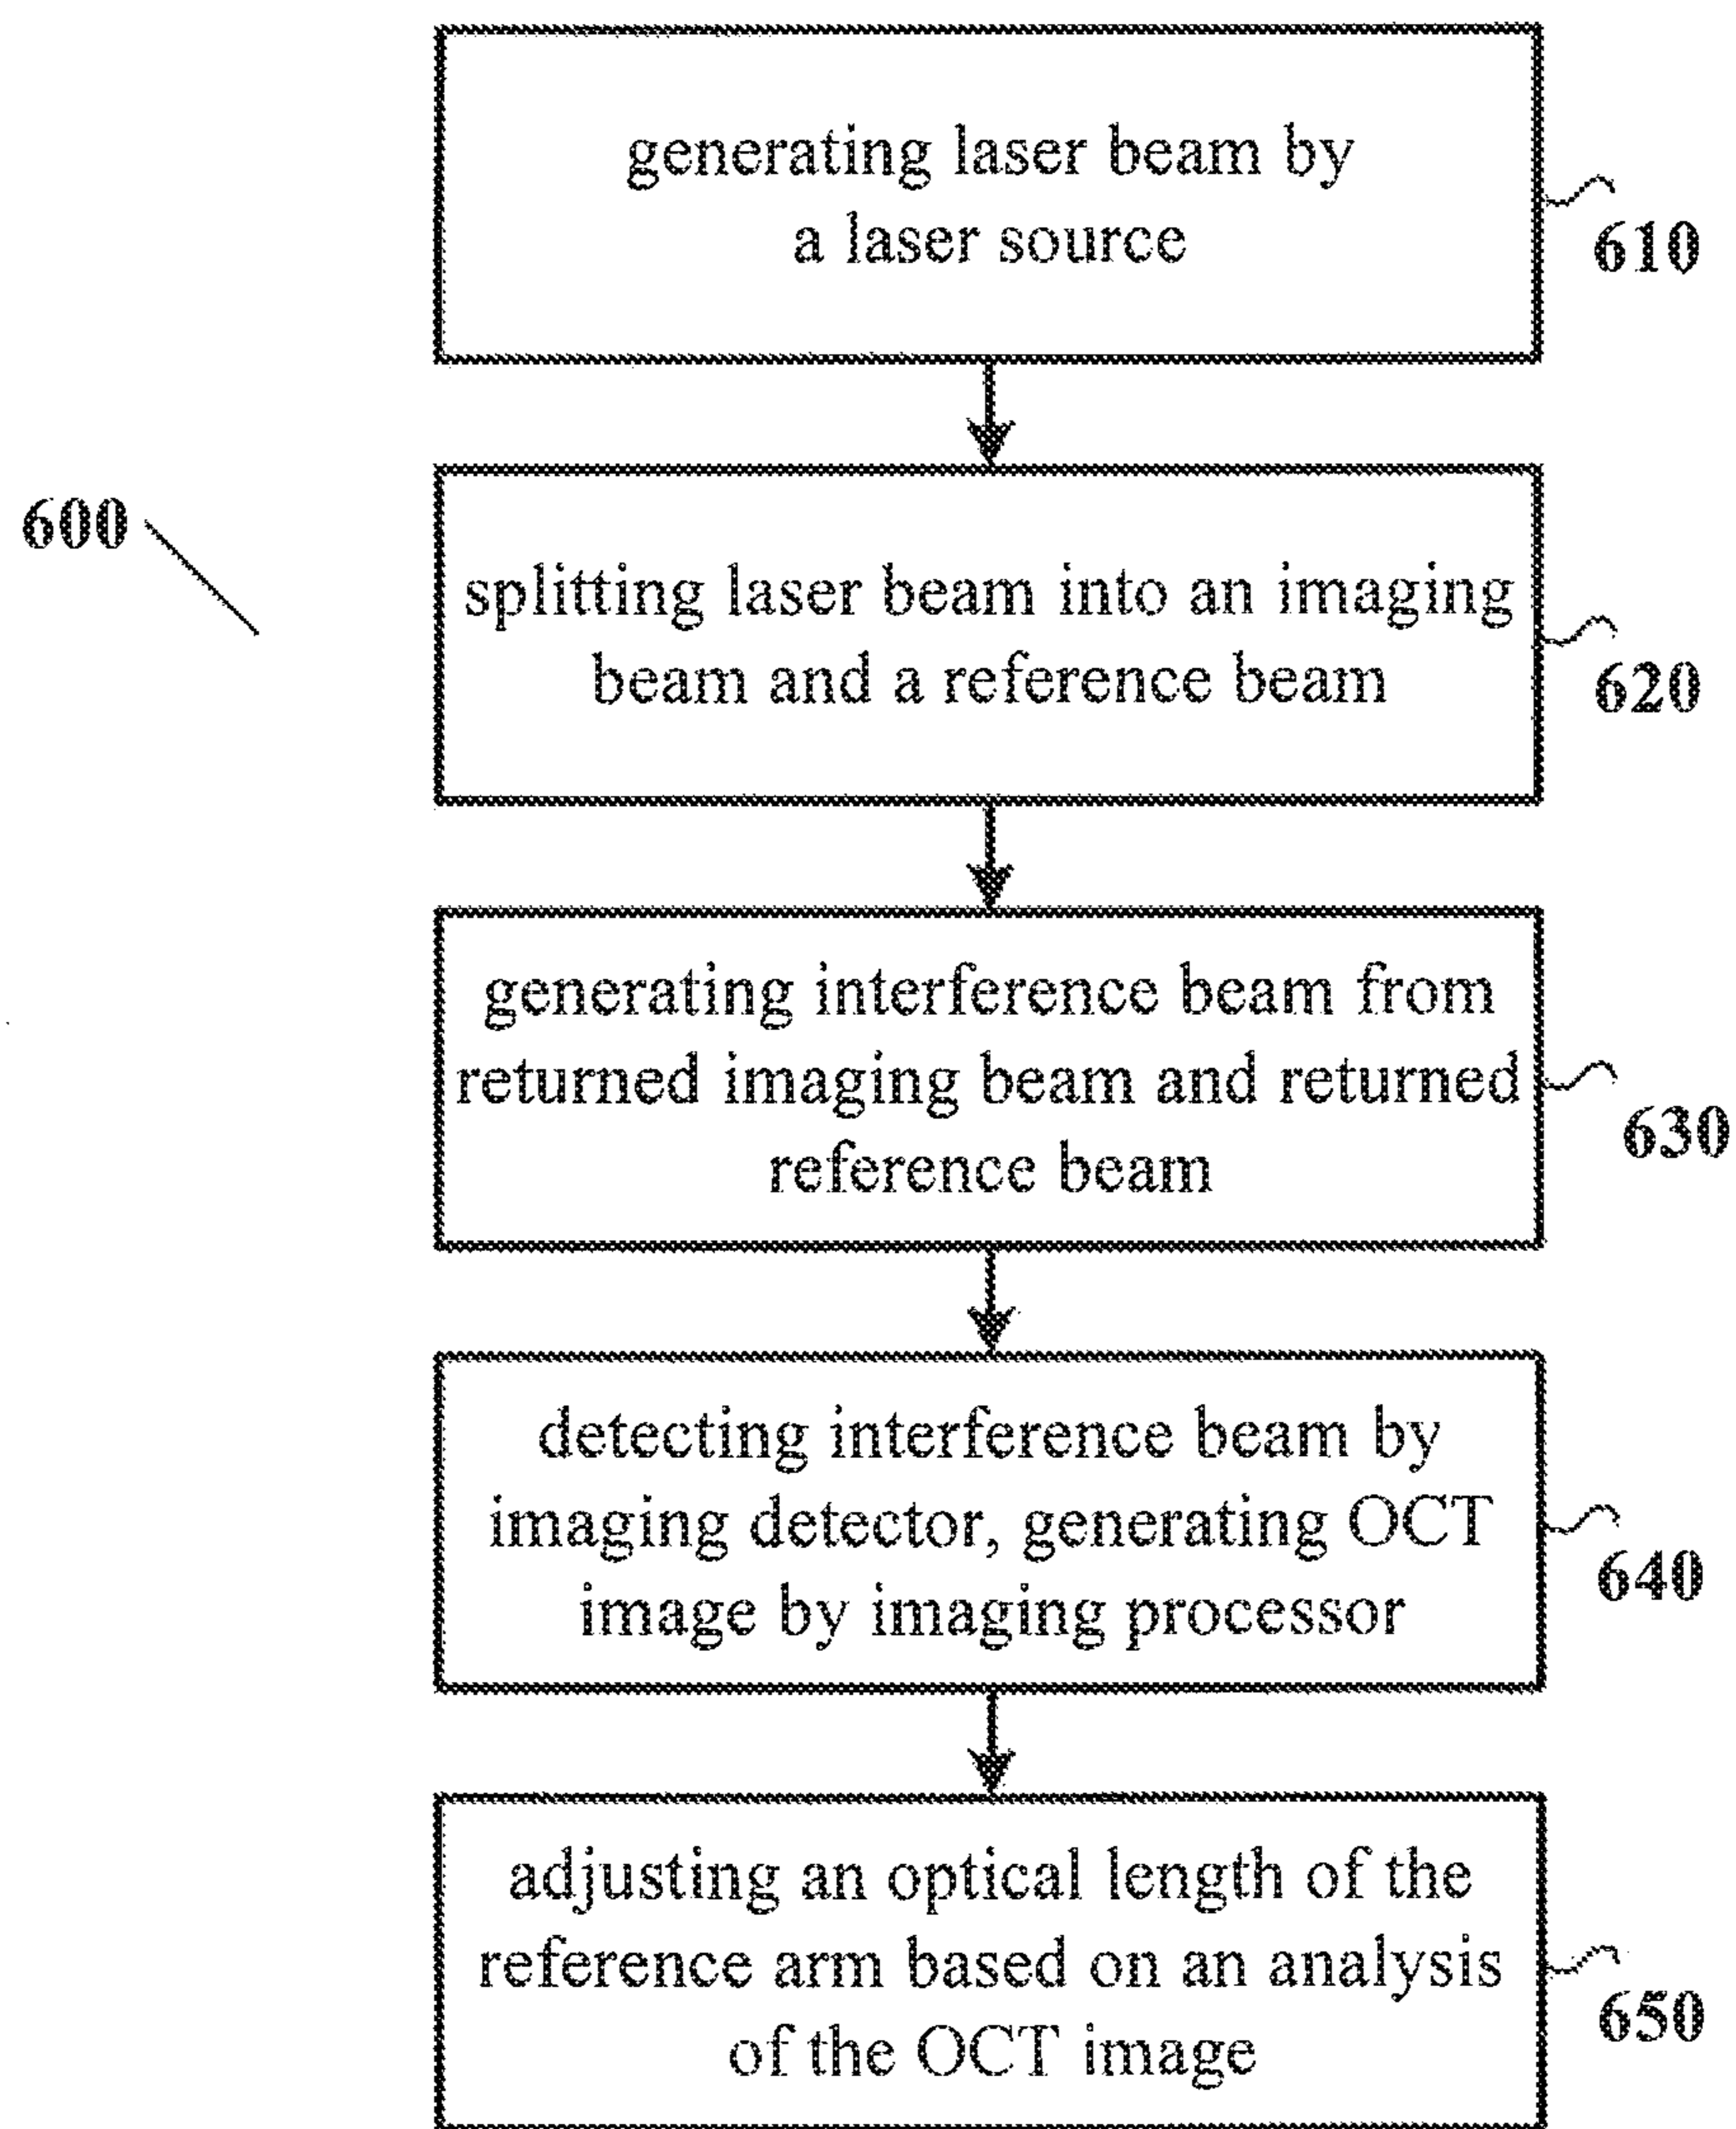 generating laser beam by
a laser source
610
600
splitting laser beam into an imaging
beam and a reference beam
620
generating interference beam from
returned imaging beam and returned
reference beam
630
detecting interference beam by
imaging detector, generating OCT
image by imaging processor
640
adjusting an optical length of the
reference arm based on an analysis
of the OCT image
650